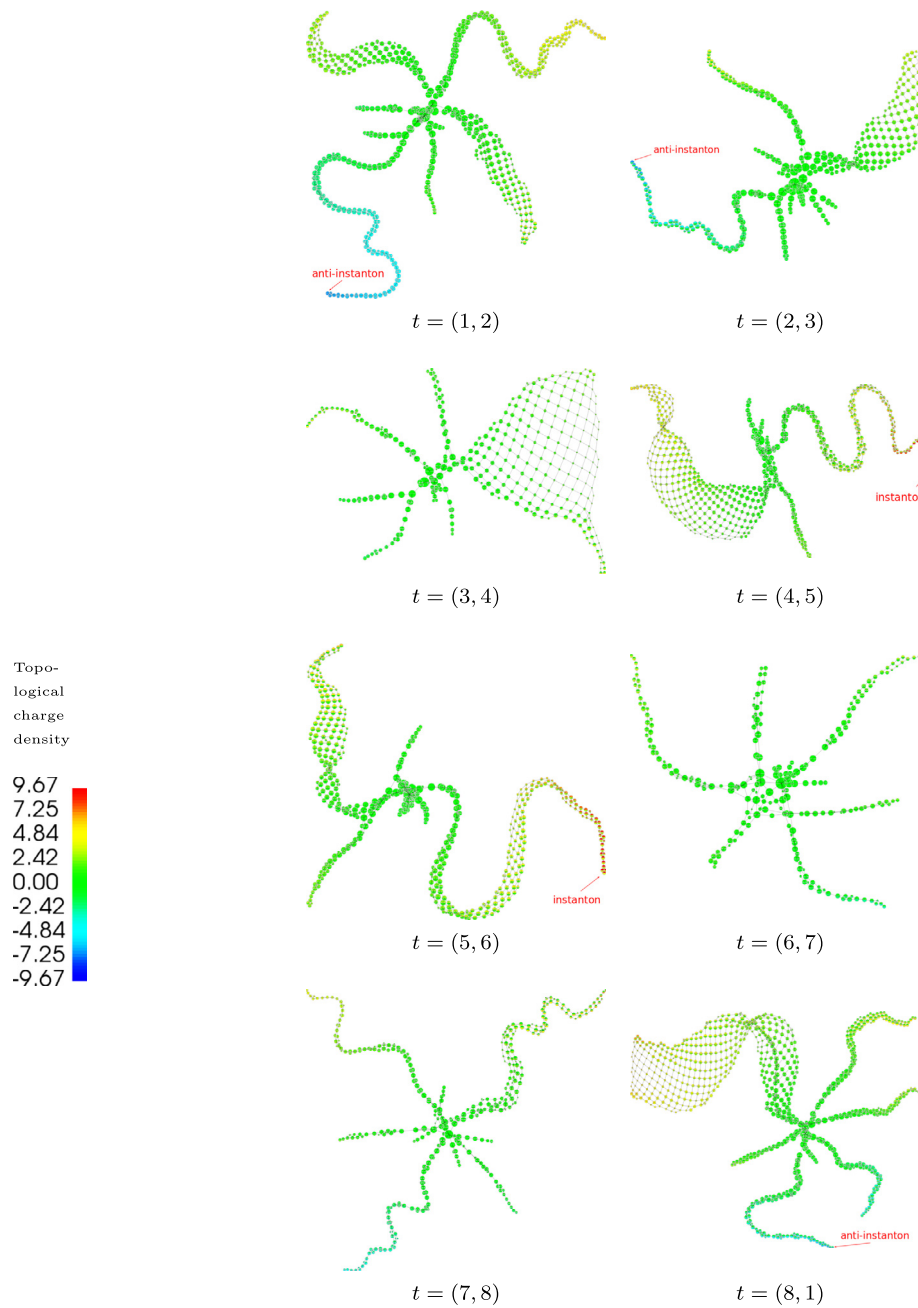 anti-instanton
anti-instanton
t = (1, 2)
t = (2, 3)
instanto
t = (3, 4)
t = (4, 5)
Topo-
logical
charge
density
9.67
7.25
4.84
2.42
0.00
-2.42
-4.84
-7.25
-9.67
instanton
t = (5, 6)
t = (6, 7)
anti-instanton
t = (7, 8)
t = (8, 1)